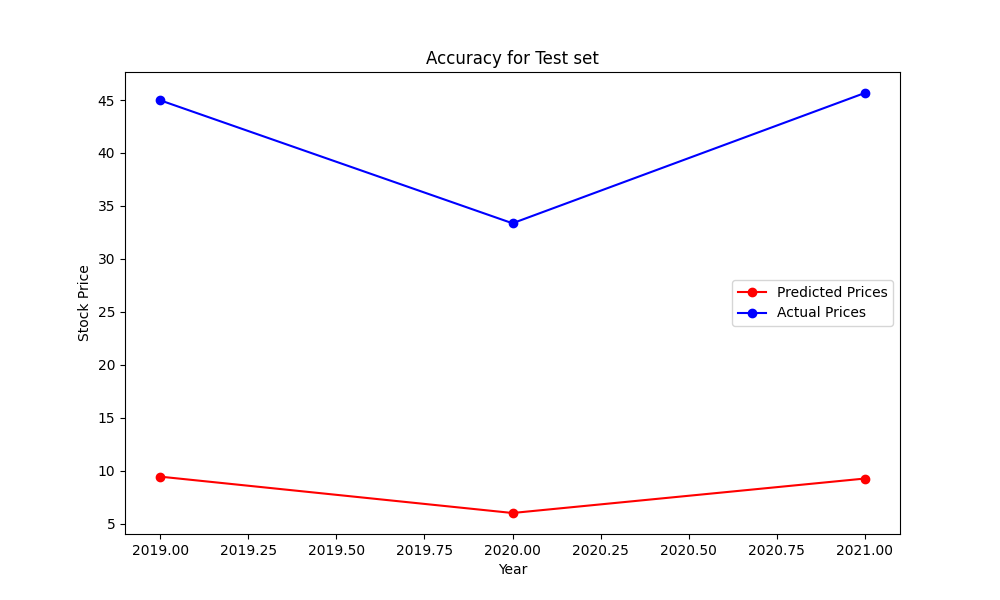 Accuracy for Test set
Stock Price
45
40
35
30
25
20
15
10
5
Predicted Prices
Actual Prices
2019.00 2019.25 2019.50 2019.75 2020.00 2020.25 2020.50 2020.75 2021.00
Year